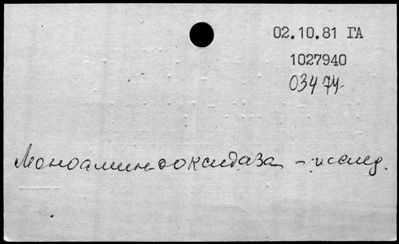 02.10.81 ГА
1027940
03474
Моноаминооксидаза - исслед.